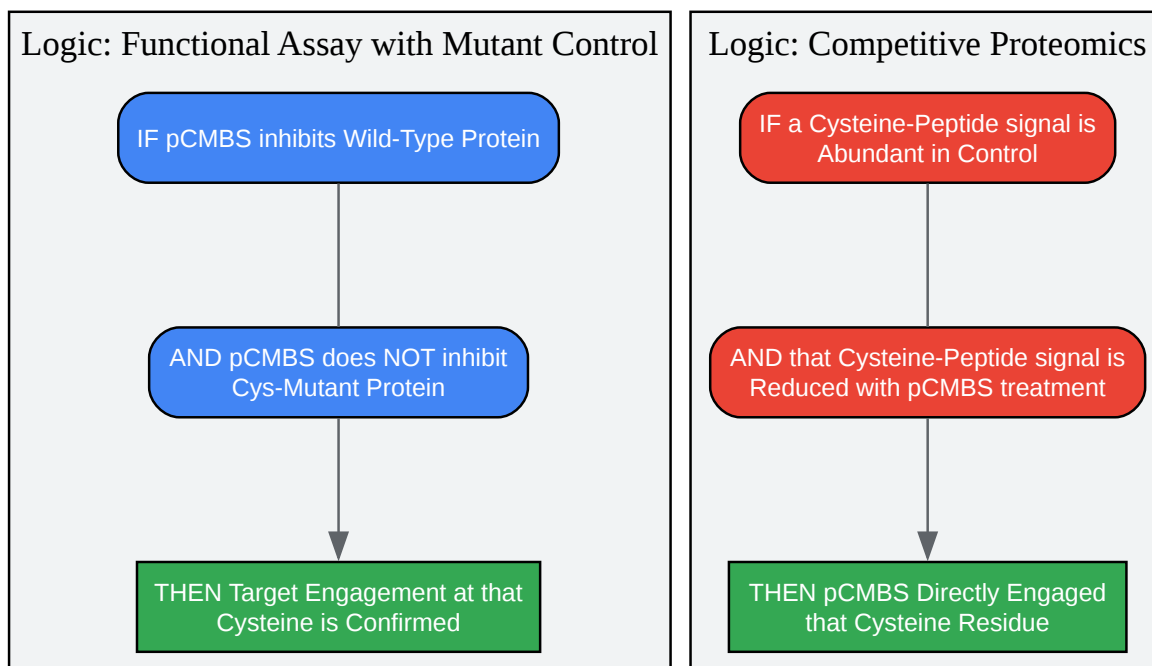 Logic: Functional Assay with Mutant Control
IF pCMBS inhibits Wild-Type Protein
AND pCMBS does NOT inhibit
Cys-Mutant Protein
THEN Target Engagement at that
Cysteine is Confirmed
Logic: Competitive Proteomics
IF a Cysteine-Peptide signal is
Abundant in Control
AND that Cysteine-Peptide signal is
Reduced with pCMBS treatment
THEN pCMBS Directly Engaged
that Cysteine Residue